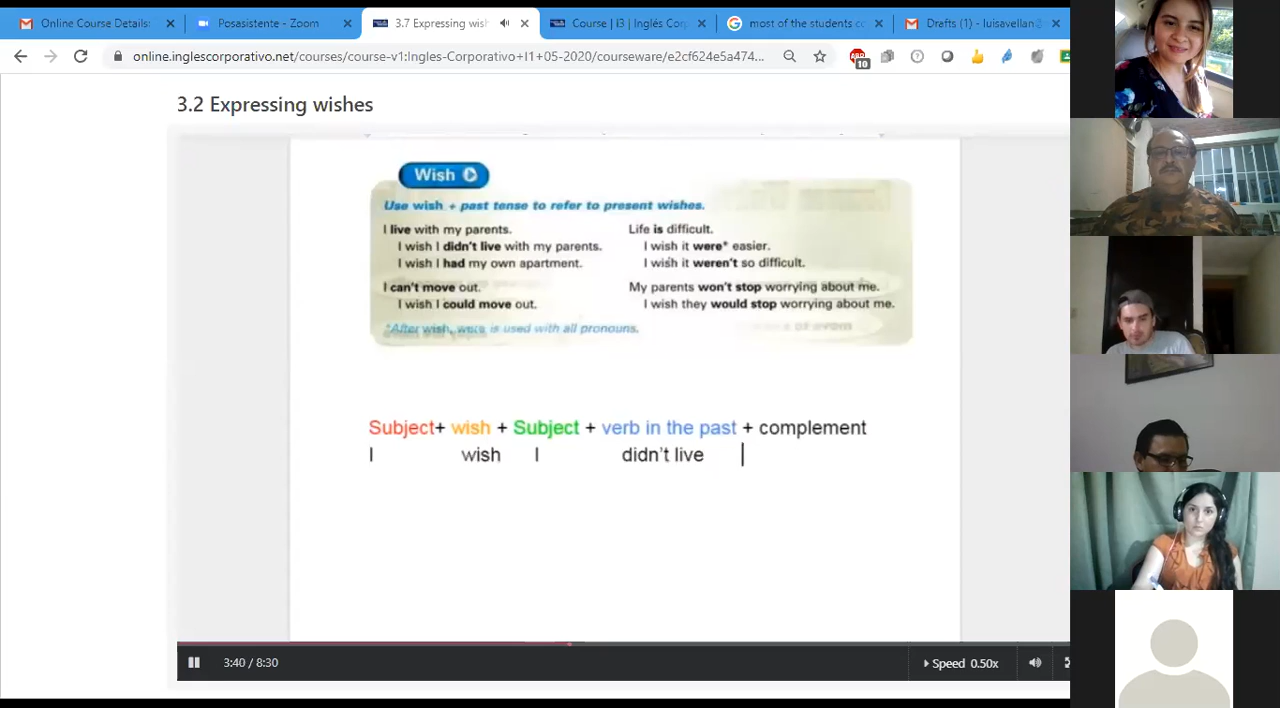 Online Course Details:
Posasistente - Zoom
3.7 Expressing wish
Course | i3 | Inglés Corp
most of the students co
Drafts (1) - luisavellan
online.inglescorporativo.net/courses/course-v1:Ingles-Corporativo+I1+05-2020/courseware/e2cf624e5a474...
10
3.2 Expressing wishes
Wish
Use wish + past tense to refer to present wishes.
I live with my parents.
I wish I didn't live with my parents.
I wish I had my own apartment.
I can't move out.
I wish I could move out.
*After wish, were is used with all pronouns.
Life is difficult.
I wish it were* easier.
I wish it weren't so difficult.
My parents won't stop worrying about me.
I wish they would stop worrying about me.
Subject+ wish + Subject + verb in the past + complement
I wish I didn't live
3:40 / 8:30
Speed 0.50x